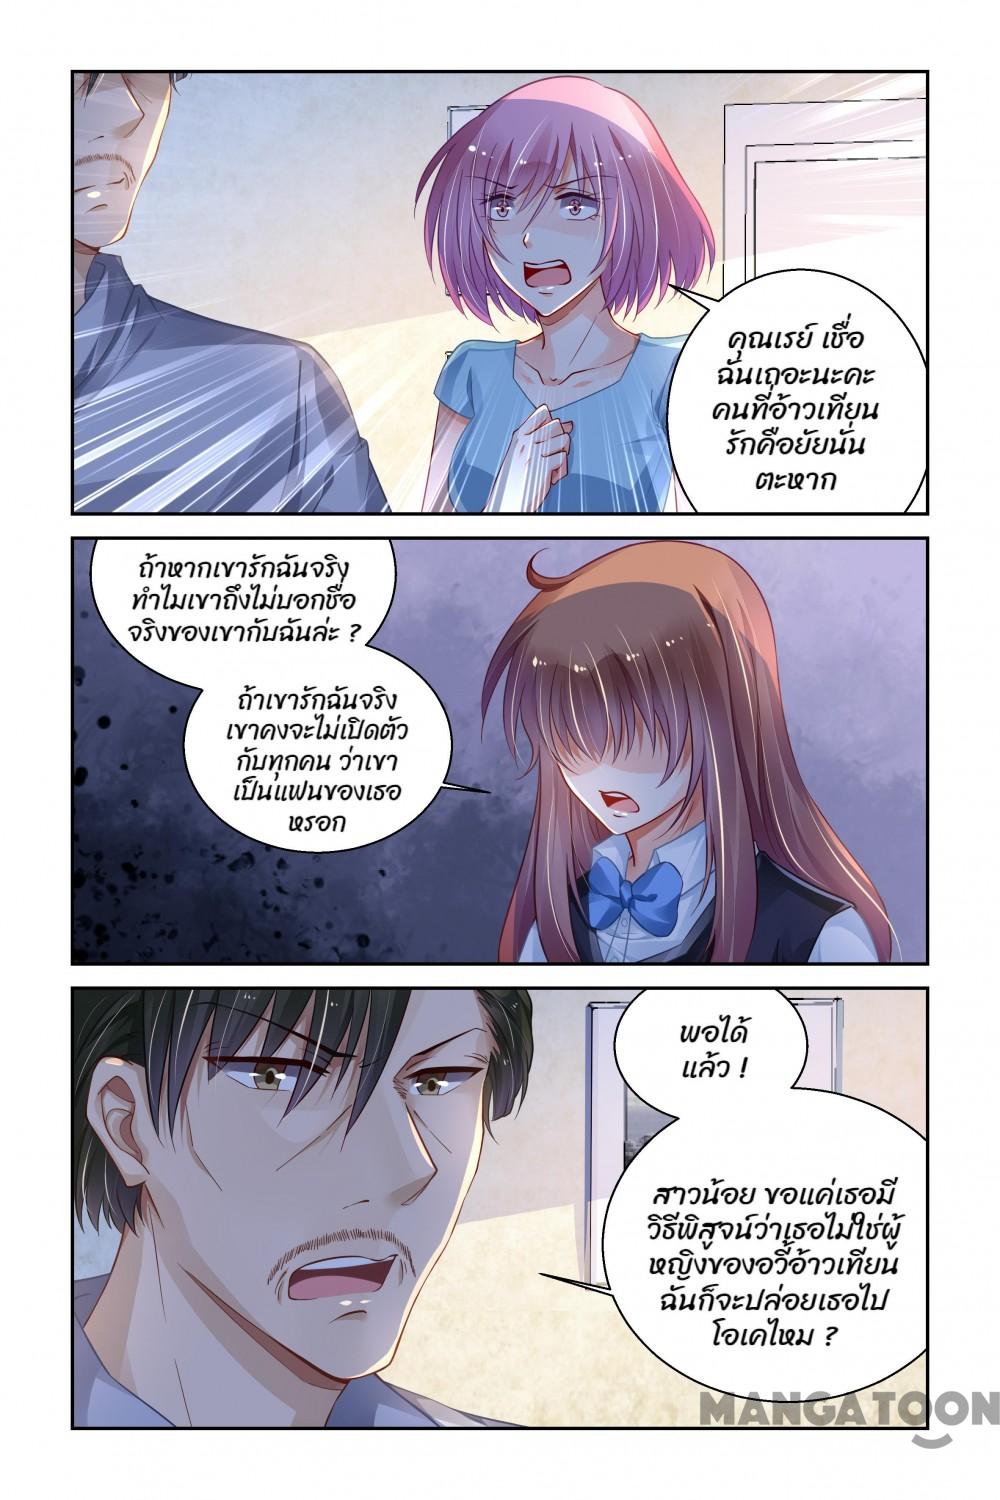 คุณเรย์ เชื่อ
ฉันเถอะนะคะ
คนที่อ้าวเทียน
รักคือยัยนั่น
ตะหาก
ถ้าหากเขารักฉันจริง
ทำไมเขาถึงไม่บอกชื่อ
จริงของเขากับฉันล่ะ ?
ถ้าเขารักฉันจริง
เขาคงจะไม่เปิดตัว
กับทุกคน ว่าเขา
เป็นแฟนของเธอ
หรอก
พอได้
แล้ว !
สาวน้อย ขอแค่เธอมี
วิธีพิสูจน์ว่าเธอไม่ใช่ผู้
หญิงของอวี้อ้าวเทียน
ฉันก็จะปล่อยเธอไป
โอเคไหม ?
MANGATOON